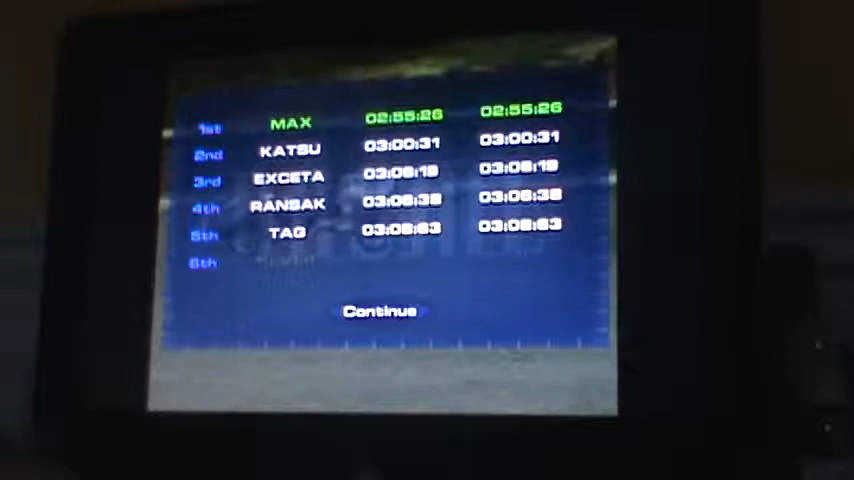 1st MAX 02:55:26 02:55:26
2nd KATSU 03:00:31 03:00:31
3rd EXCETA 03:06:19 03:06:19
4th RANSAK 03:06:38 03:06:38
5th TAG 03:08:63 03:08:63
6th
Continue